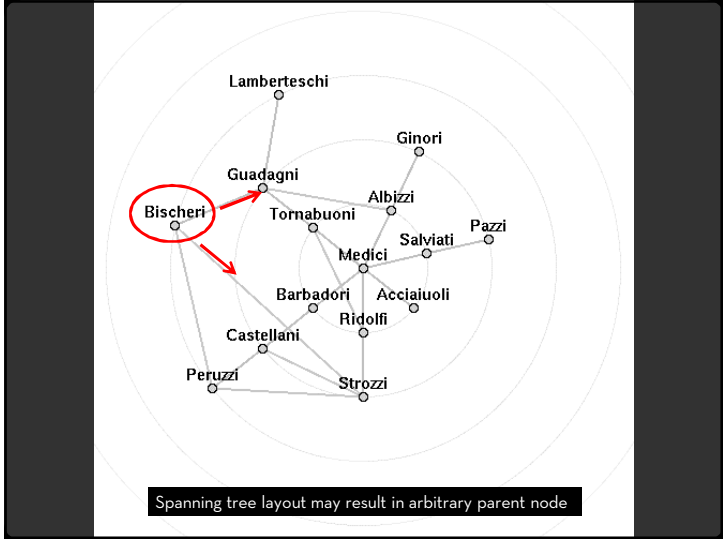 Lamberteschi
Ginori
Guadagni
Albizzi
Bischeri
Tornabuoni
Pazzi
Salviati
Medici
Barbadori
Acciaiuoli
Ridolfi
Castellani
Peruzzi
Strozzi
Spanning tree layout may result in arbitrary parent node